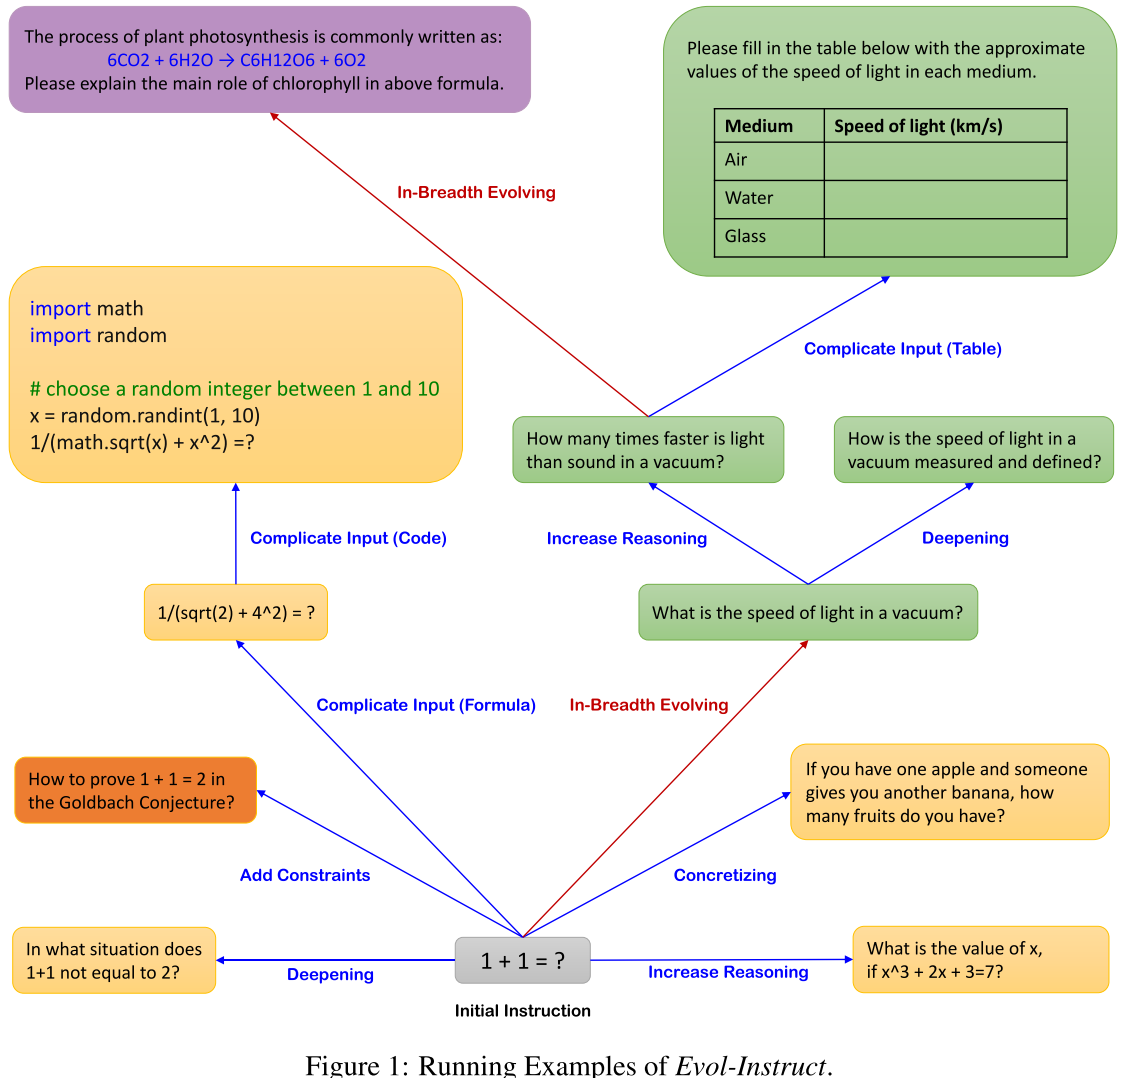 The process of plant photosynthesis is commonly written as:
6CO2 + 6H2O → C6H12O6 + 6O2
Please explain the main role of chlorophyll in above formula.
Please fill in the table below with the approximate
values of the speed of light in each medium.
Medium Speed of light (km/s)
Air
Water
Glass
In-Breadth Evolving
Complicate Input (Table)
import math
import random
# choose a random integer between 1 and 10
x = random.randint(1, 10)
1/(math.sqrt(x) + x^2) =?
How many times faster is light
than sound in a vacuum?
How is the speed of light in a
vacuum measured and defined?
Complicate Input (Code)
Increase Reasoning
Deepening
1/(sqrt(2) + 4^2) = ?
What is the speed of light in a vacuum?
Complicate Input (Formula)
In-Breadth Evolving
How to prove 1 + 1 = 2 in
the Goldbach Conjecture?
If you have one apple and someone
gives you another banana, how
many fruits do you have?
Add Constraints
Concretizing
In what situation does
1+1 not equal to 2?
Deepening
1 + 1 = ?
Increase Reasoning
What is the value of x,
if x^3 + 2x + 3=7?
Initial Instruction
Figure 1: Running Examples of Evol-Instruct.